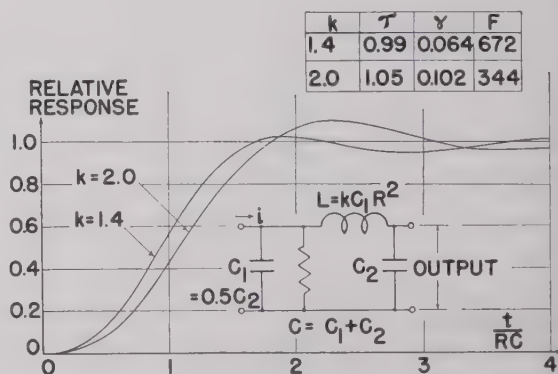 k τ γ F
1.4 0.99 0.064 672
2.0 1.05 0.102 344
RELATIVE
RESPONSE
1.0
0.8
0.6
0.4
0.2
0
k=2.0
k=1.4
L=kC₁R²
i
C₁
=0.5C₂
C₂
OUTPUT
C= C₁+C₂
0 1 2 3 4
t/RC